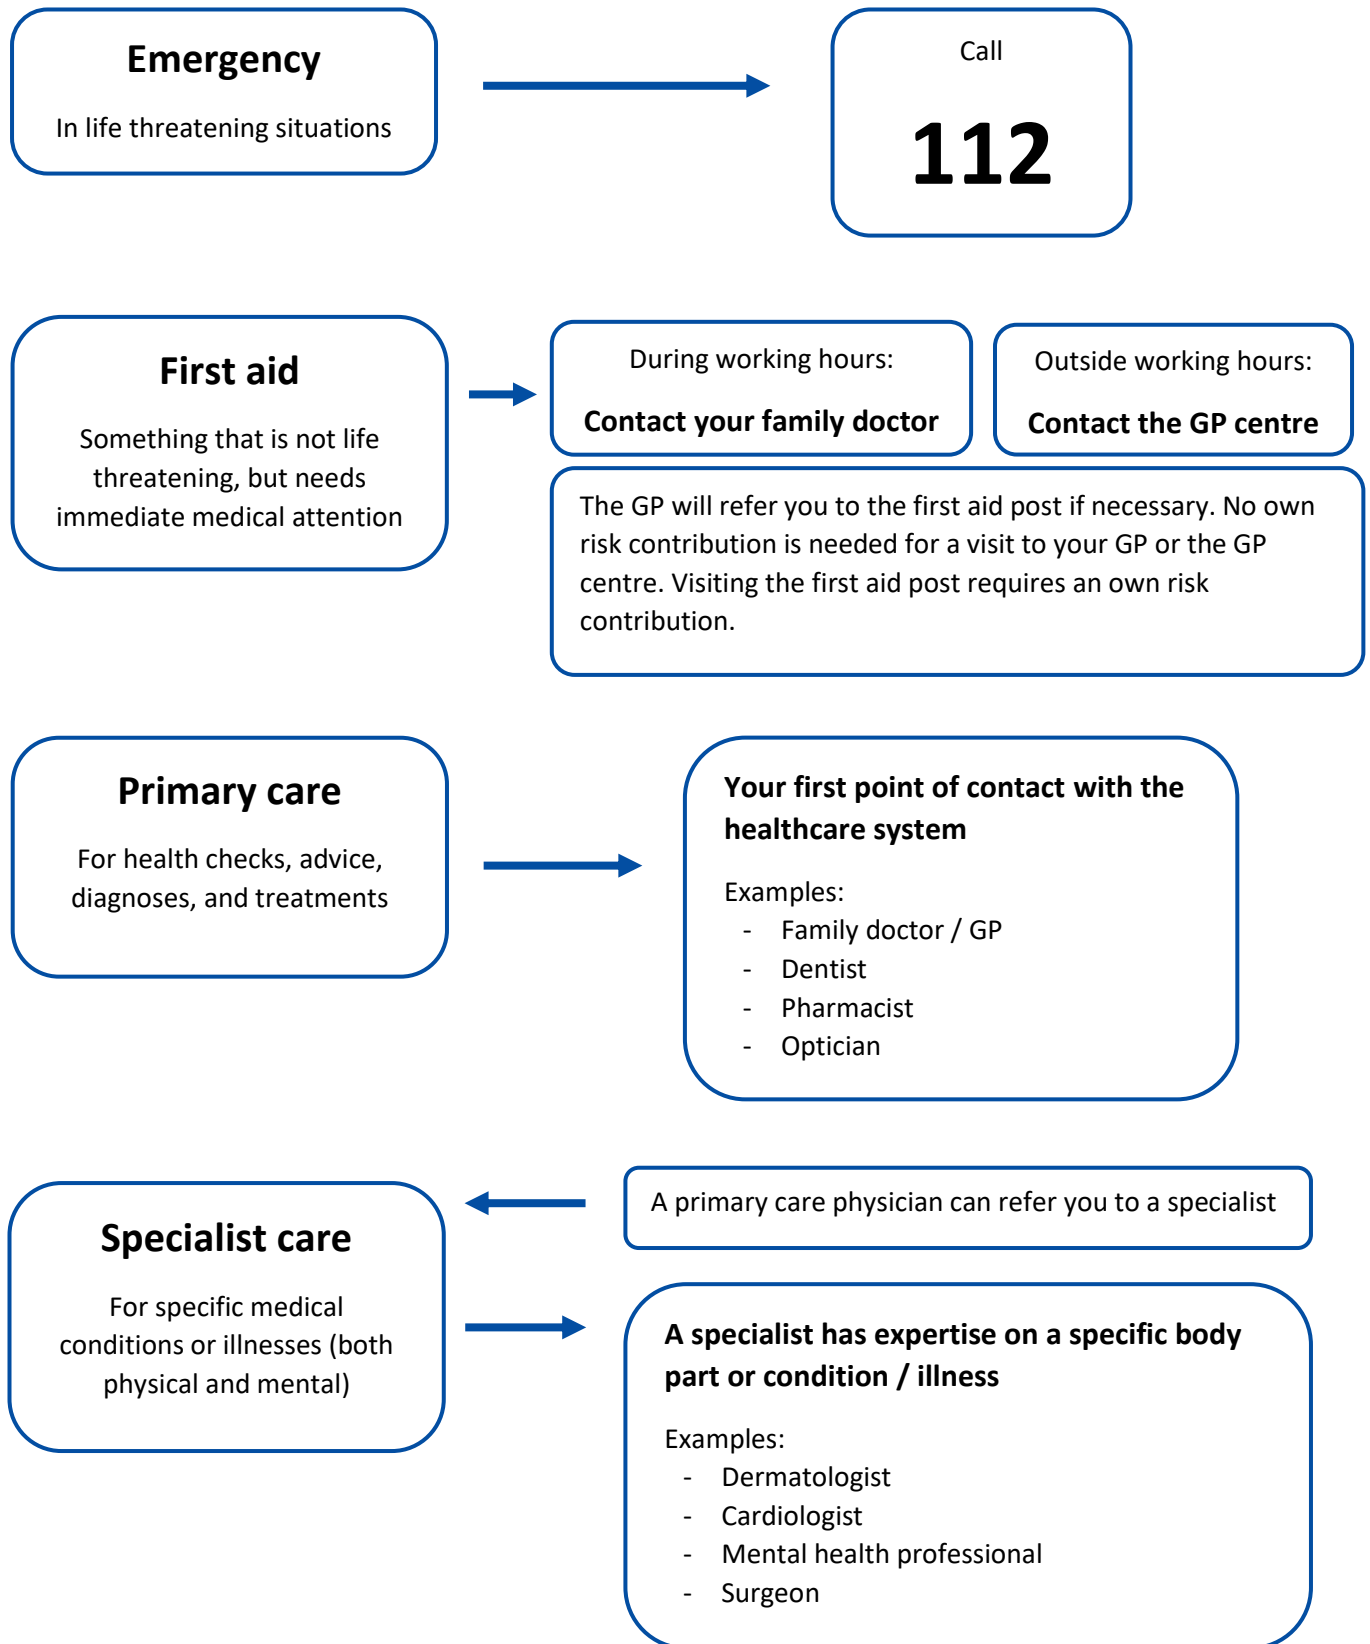 Emergency
In life threatening situations
Call
112
First aid
Something that is not life
threatening, but needs
immediate medical attention
During working hours:
Contact your family doctor
Outside working hours:
Contact the GP centre
The GP will refer you to the first aid post if necessary. No own
risk contribution is needed for a visit to your GP or the GP
centre. Visiting the first aid post requires an own risk
contribution.
Primary care
For health checks, advice,
diagnoses, and treatments
Your first point of contact with the
healthcare system
Examples:
- Family doctor / GP
- Dentist
- Pharmacist
- Optician
Specialist care
For specific medical
conditions or illnesses (both
physical and mental)
A primary care physician can refer you to a specialist
A specialist has expertise on a specific body
part or condition / illness
Examples:
- Dermatologist
- Cardiologist
- Mental health professional
- Surgeon